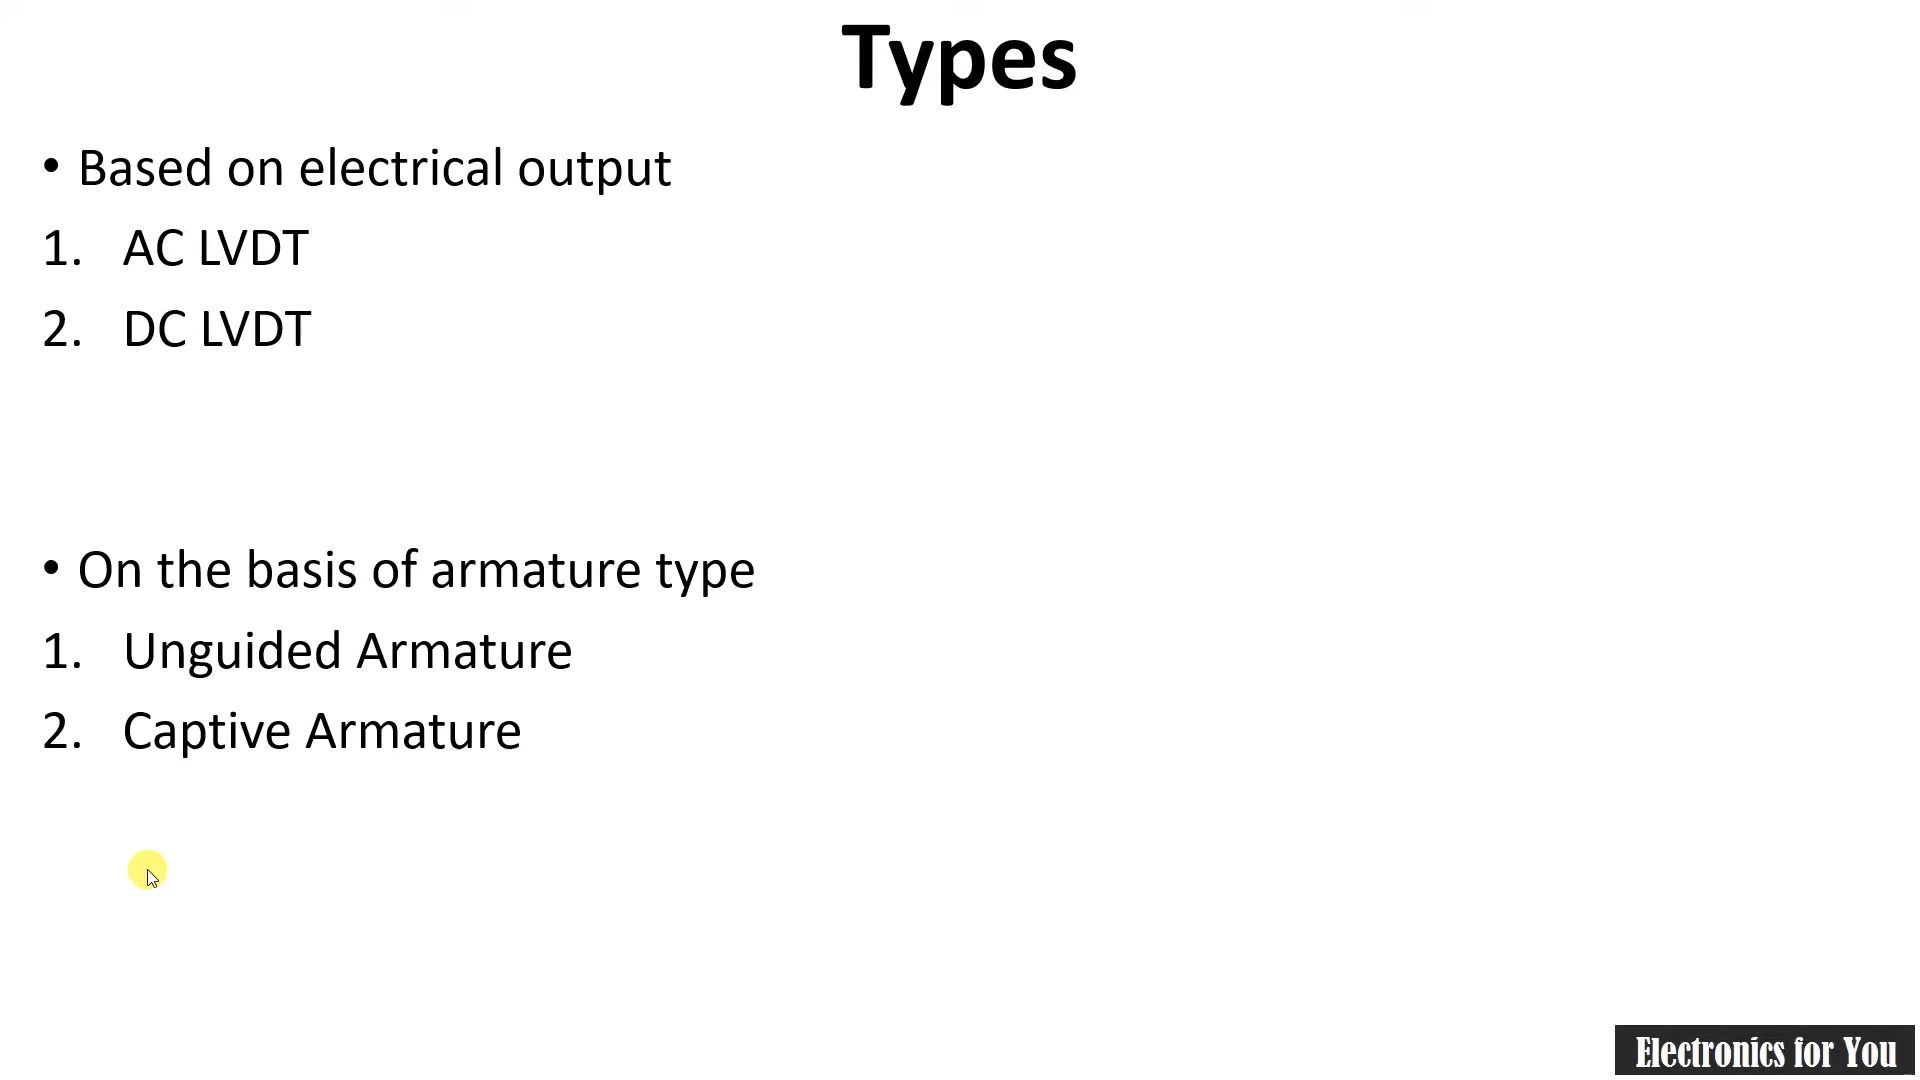 Types
• Based on electrical output
1. AC LVDT
2. DC LVDT
• On the basis of armature type
1. Unguided Armature
2. Captive Armature
Electronics for You